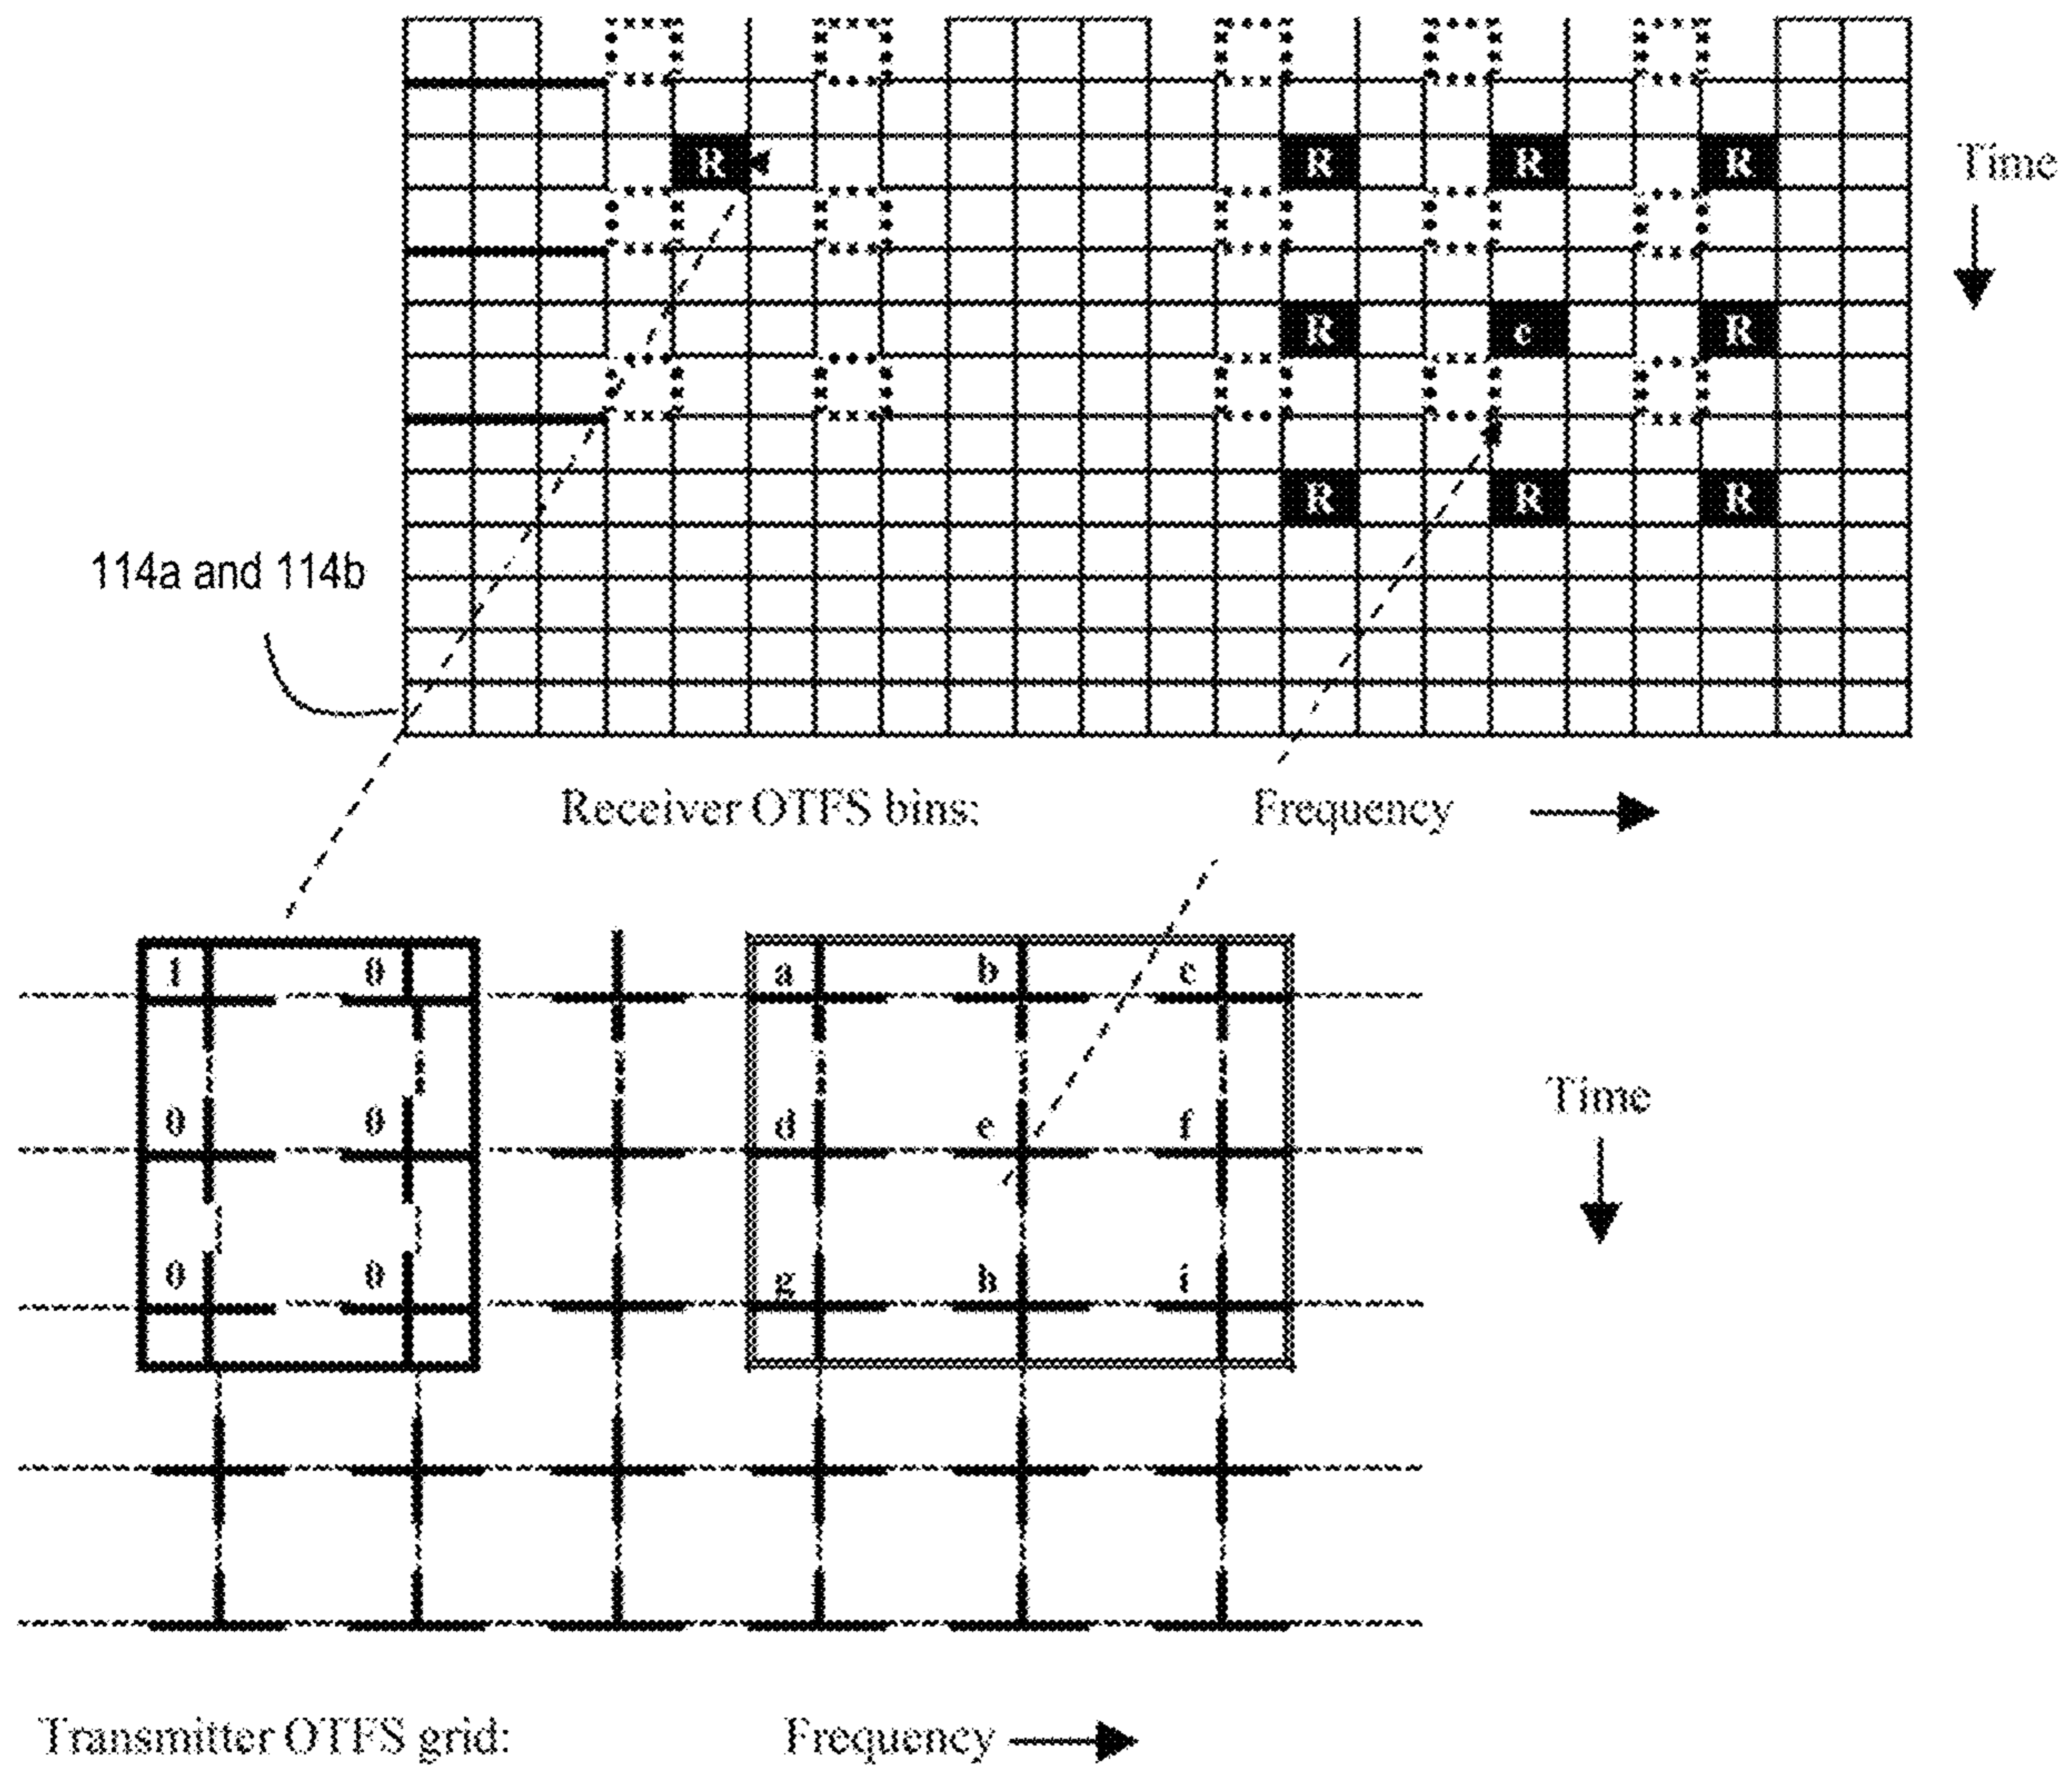 R R R R
Time
R e R
114a and 114b
R R R
Receiver OTFS bins: Frequency
1 0 a b c
0 0 d e f
Time
0 0 g h i
Transmitter OTFS grid: Frequency